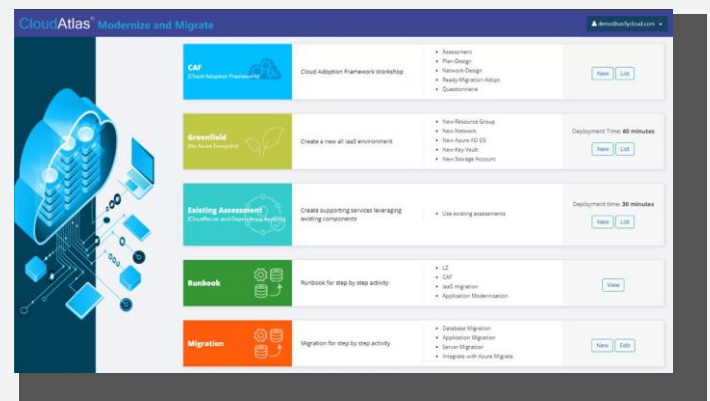 CloudAtlas® Modernize and Migrate
demo@unifycloud.com
CAF
(Cloud Adoption Framework)
Cloud Adoption Framework Workshop
• Assessment
• Plan-Design
• Network-Design
• Ready-Migration-Adopt
• Questionnaire
New List
Greenfield
(No Azure Footprint)
Create a new all IaaS environment
• New Resource Group
• New Network
• New Azure AD DS
• New Key Vault
• New Storage Account
Deployment Time: 60 minutes
New List
Existing Assessment
(CloudRecon and Dependency Analysis)
Create supporting services leveraging
existing components
• Use existing assessments
Deployment time: 30 minutes
New List
Runbook
Runbook for step by step activity
• LZ
• CAF
• IaaS migration
• Application Modernization
View
Migration
Migration for step by step activity
• Database Migration
• Application Migration
• Server Migration
• Integrate with Azure Migrate
New Edit